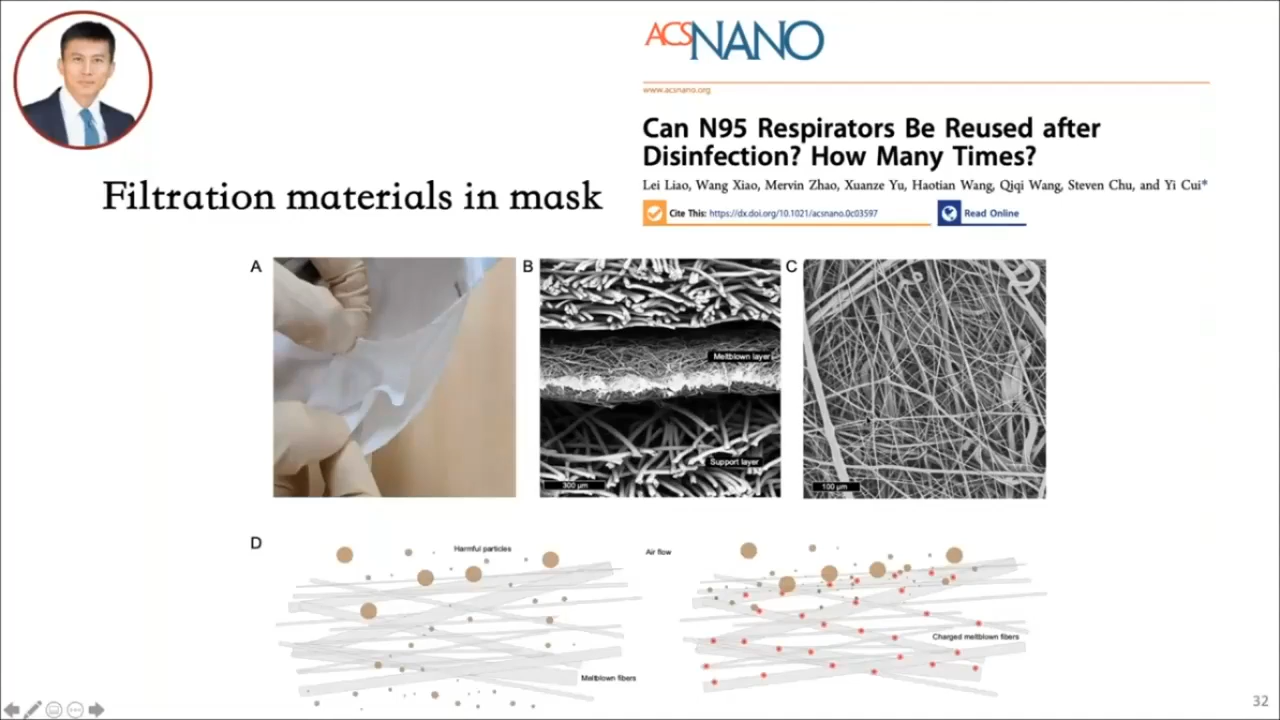 ACS NANO
www.acsnano.org
Can N95 Respirators Be Reused after
Disinfection? How Many Times?
Lei Liao, Wang Xiao, Mervin Zhao, Xuanze Yu, Haotian Wang, Qiqi Wang, Steven Chu, and Yi Cui*
Cite This: https://dx.doi.org/10.1021/acsnano.0c03597
Read Online
Filtration materials in mask
A
B
C
Meltblown layer
Support layer
300 µm
100 µm
D
Harmful particles
Air flow
Meltblown fibers
Charged meltblown fibers
32